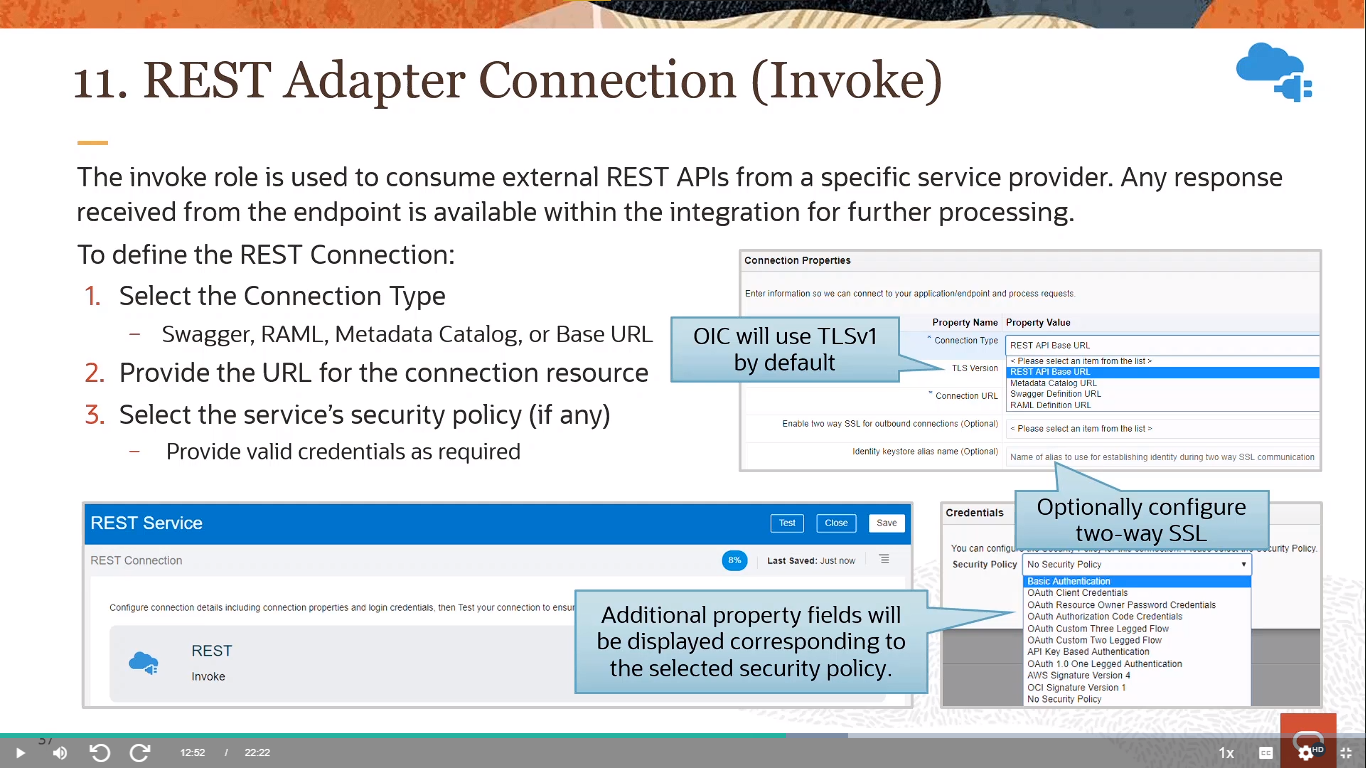 11. REST Adapter Connection (Invoke)
The invoke role is used to consume external REST APIs from a specific service provider. Any response
received from the endpoint is available within the integration for further processing.
To define the REST Connection:
1. Select the Connection Type
– Swagger, RAML, Metadata Catalog, or Base URL
2. Provide the URL for the connection resource
3. Select the service's security policy (if any)
– Provide valid credentials as required
Connection Properties
Enter information so we can connect to your application/endpoint and process requests.
Property Name Property Value
* Connection Type REST API Base URL
< Please select an item from the list >
TLS Version REST API Base URL
Metadata Catalog URL
Swagger Definition URL
* Connection URL
RAML Definition URL
Enable two way SSL for outbound connections (Optional) < Please select an item from the list >
Identity keystore alias name (Optional) Name of alias to use for establishing identity during two way SSL communication
OIC will use TLSv1
by default
Optionally configure
two-way SSL
REST Service
Test Close Save
REST Connection
8% Last Saved: Just now
Configure connection details including connection properties and login credentials, then Test your connection to ensu
REST
Invoke
Additional property fields will
be displayed corresponding to
the selected security policy.
Credentials
You can configu
curity Policy.
Security Policy No Security Policy
Basic Authentication
OAuth Client Credentials
OAuth Resource Owner Password Credentials
OAuth Authorization Code Credentials
OAuth Custom Three Legged Flow
OAuth Custom Two Legged Flow
API Key Based Authentication
OAuth 1.0 One Legged Authentication
AWS Signature Version 4
OCI Signature Version 1
No Security Policy
12:52 / 22:22
1x
CC
HD